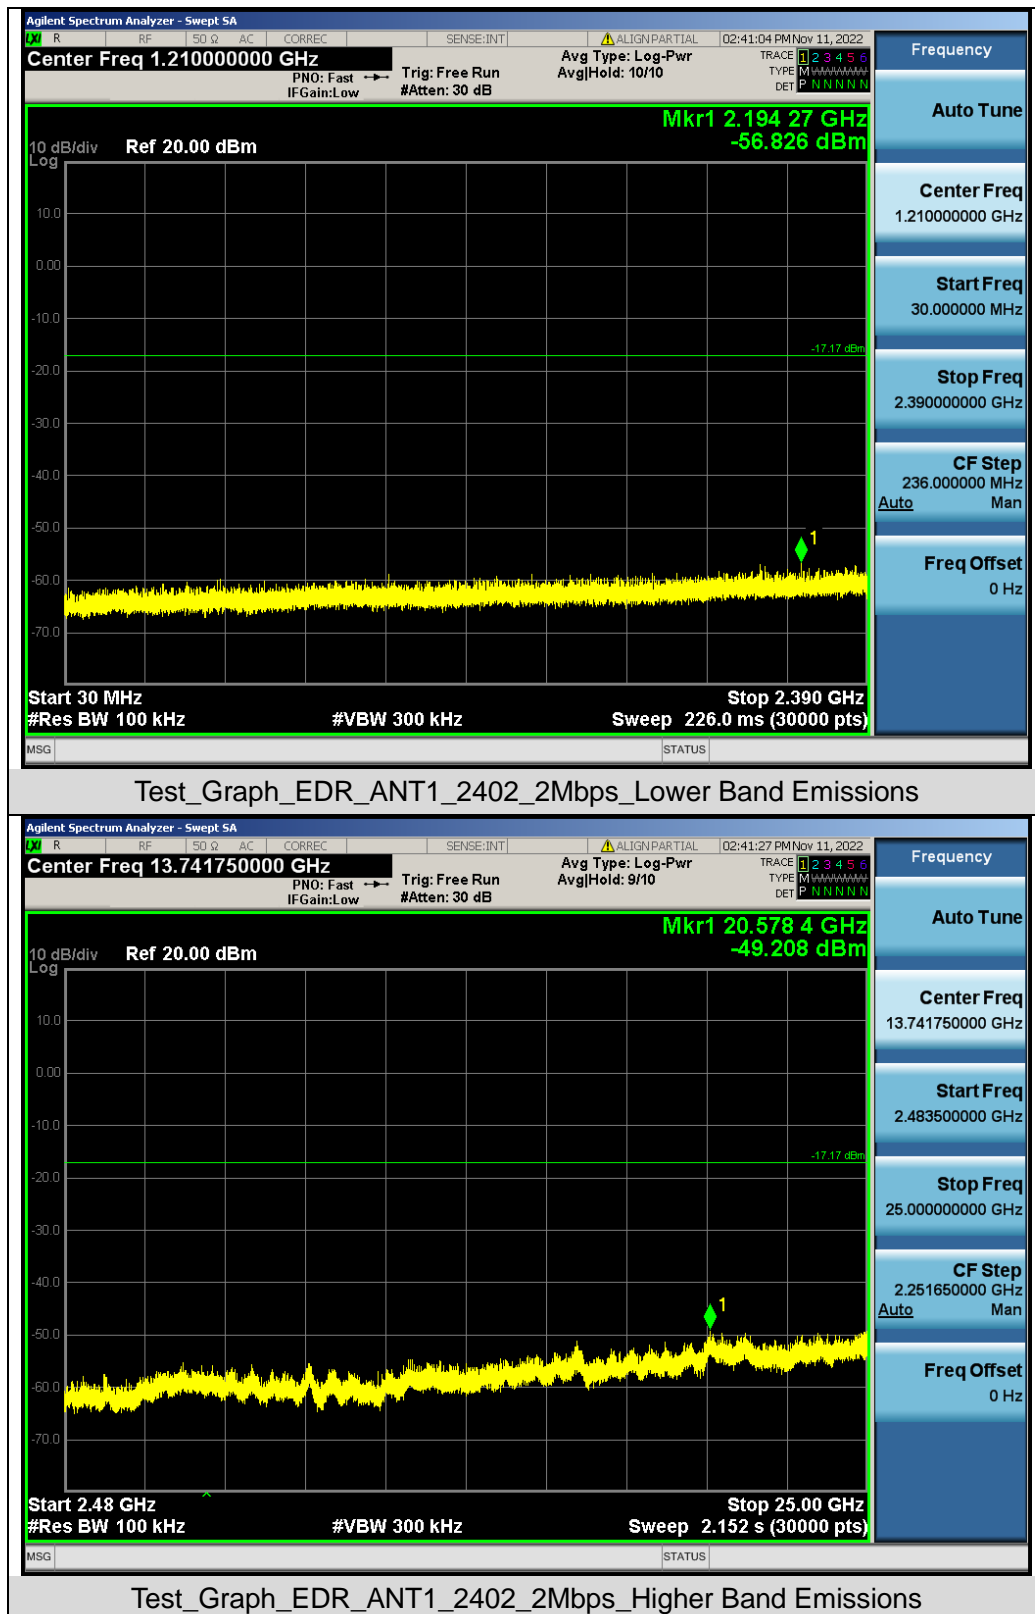 Agilent Spectrum Analyzer - Swept SA
LXI R RF 50 Ω AC CORREC SENSE:INT ALIGN PARTIAL 02:41:04 PM Nov 11, 2022
Center Freq 1.210000000 GHz
PNO: Fast
IFGain:Low
Trig: Free Run
#Atten: 30 dB
Avg Type: Log-Pwr
Avg|Hold: 10/10
TRACE 1 2 3 4 5 6
TYPE M
DET P N N N N N
Mkr1 2.194 27 GHz
-56.826 dBm
10 dB/div Ref 20.00 dBm
Log
10.0
0.00
-10.0
-17.17 dBm
-20.0
-30.0
-40.0
-50.0
1
-60.0
-70.0
Start 30 MHz Stop 2.390 GHz
#Res BW 100 kHz #VBW 300 kHz Sweep 226.0 ms (30000 pts)
MSG STATUS
Frequency
Auto Tune
Center Freq
1.210000000 GHz
Start Freq
30.000000 MHz
Stop Freq
2.390000000 GHz
CF Step
236.000000 MHz
Auto Man
Freq Offset
0 Hz
Test_Graph_EDR_ANT1_2402_2Mbps_Lower Band Emissions
Agilent Spectrum Analyzer - Swept SA
LXI R RF 50 Ω AC CORREC SENSE:INT ALIGN PARTIAL 02:41:27 PM Nov 11, 2022
Center Freq 13.741750000 GHz
PNO: Fast
IFGain:Low
Trig: Free Run
#Atten: 30 dB
Avg Type: Log-Pwr
Avg|Hold: 9/10
TRACE 1 2 3 4 5 6
TYPE M
DET P N N N N N
Mkr1 20.578 4 GHz
-49.208 dBm
10 dB/div Ref 20.00 dBm
Log
10.0
0.00
-10.0
-17.17 dBm
-20.0
-30.0
-40.0
1
-50.0
-60.0
-70.0
Start 2.48 GHz Stop 25.00 GHz
#Res BW 100 kHz #VBW 300 kHz Sweep 2.152 s (30000 pts)
MSG STATUS
Frequency
Auto Tune
Center Freq
13.741750000 GHz
Start Freq
2.483500000 GHz
Stop Freq
25.000000000 GHz
CF Step
2.251650000 GHz
Auto Man
Freq Offset
0 Hz
Test_Graph_EDR_ANT1_2402_2Mbps_Higher Band Emissions